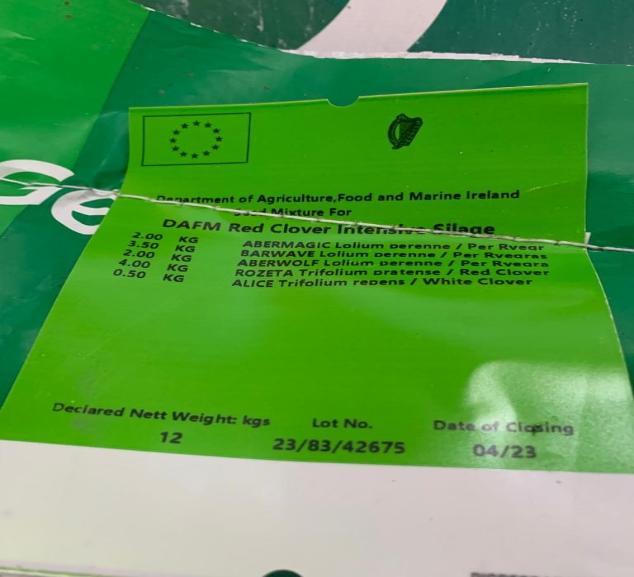 Ge
Department of Agriculture,Food and Marine Ireland
Mixture For
DAFM Red Clover Intensive Silage
2.00 KG ABERMAGIC Lolium perenne / Per Ryegr
3.50 KG BARWAVE Lolium perenne / Per Ryegras
2.00 KG ABERWOLF Lolium perenne / Per Ryegra
4.00 KG ROZETA Trifolium pratense / Red Clover
0.50 KG ALICE Trifolium repens / White Clover
Declared Nett Weight: kgs Lot No. Date of Closing
12 23/83/42675 04/23